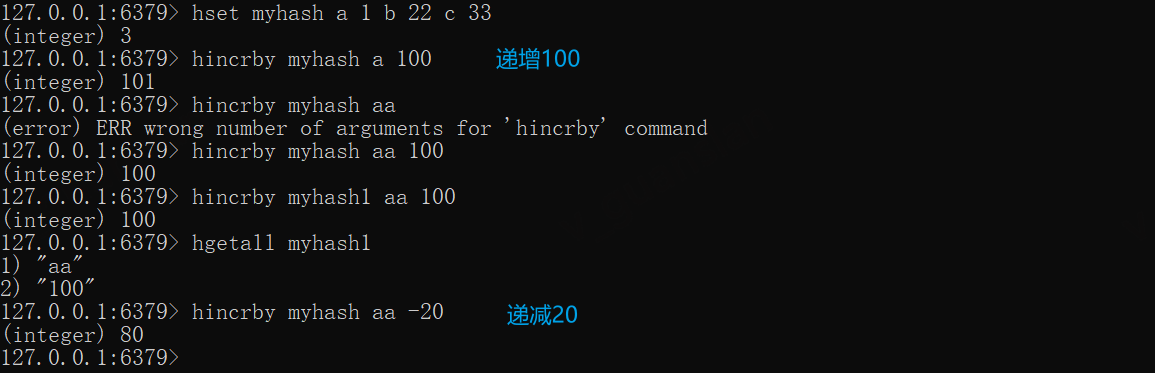 127.0.0.1:6379> hset myhash a 1 b 22 c 33
(integer) 3
127.0.0.1:6379> hincrby myhash a 100 递增100
(integer) 101
127.0.0.1:6379> hincrby myhash aa
(error) ERR wrong number of arguments for 'hincrby' command
127.0.0.1:6379> hincrby myhash aa 100
(integer) 100
127.0.0.1:6379> hincrby myhash1 aa 100
(integer) 100
127.0.0.1:6379> hgetall myhash1
1) "aa"
2) "100"
127.0.0.1:6379> hincrby myhash aa -20 递减20
(integer) 80
127.0.0.1:6379>